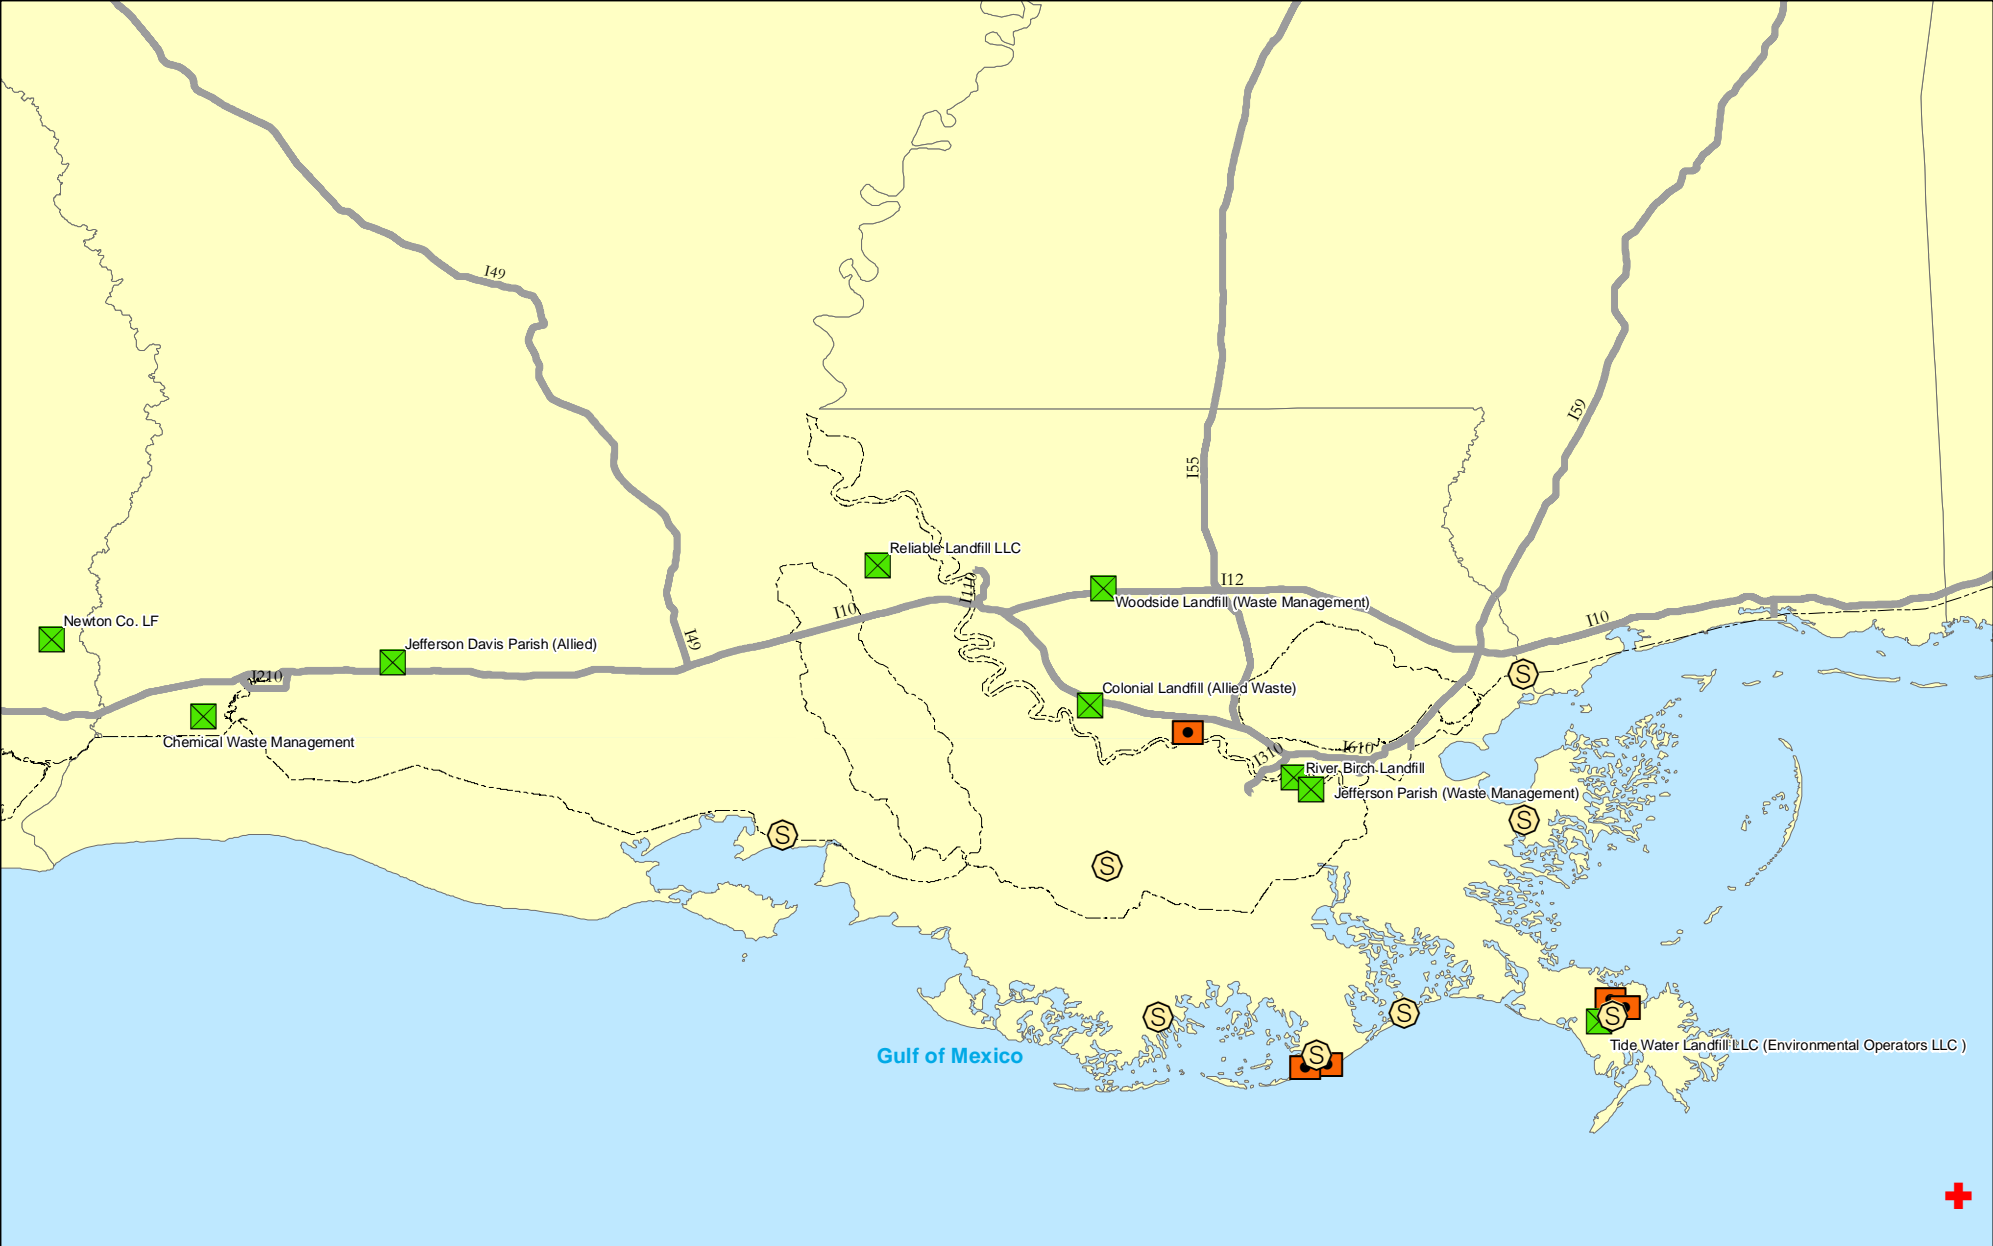 I49
I59
I55
Reliable Landfill LLC
I110
I12
Woodside Landfill (Waste Management)
I10
I10
Newton Co. LF
I49
Jefferson Davis Parish (Allied)
I210
Colonial Landfill (Allied Waste)
S
Chemical Waste Management
I310
I610
River Birch Landfill
Jefferson Parish (Waste Management)
S
S
S
S
S
S
Tide Water Landfill LLC (Environmental Operators LLC )
S
Gulf of Mexico